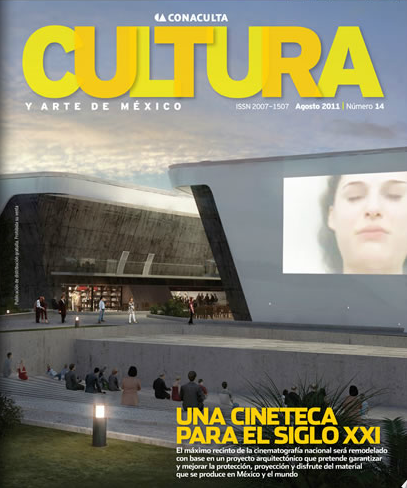 CONACULTA
CULTURA
Y ARTE DE MÉXICO
ISSN 2007-1507 Agosto 2011 | Número 14
Publicación de distribución gratuita. Prohibida su venta
UNA CINETECA
PARA EL SIGLO XXI
El máximo recinto de la cinematografía nacional será remodelado
con base en un proyecto arquitectónico que pretende garantizar
y mejorar la protección, proyección y disfrute del material
que se produce en México y el mundo